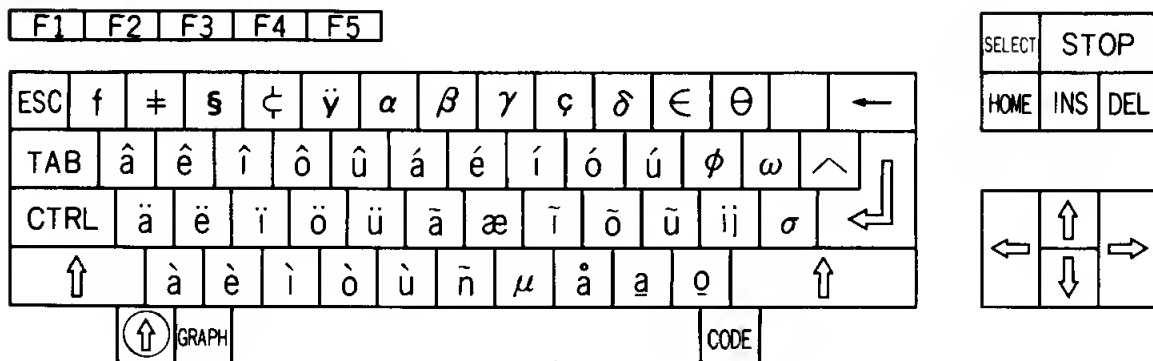 F1 F2 F3 F4 F5
SELECT STOP
ESC f ǂ § ¢ ÿ α β γ ç δ ∈ θ ←
HOME INS DEL
TAB â ê î ô û á é í ó ú ϕ ω ^
CTRL ä ë ï ö ü ã æ ĩ õ ũ ij σ
⇧ à è ì ò ù ñ μ å a̲ o̲ ⇧
⇦ ⇧ ⇨
⇩
⇧ GRAPH CODE